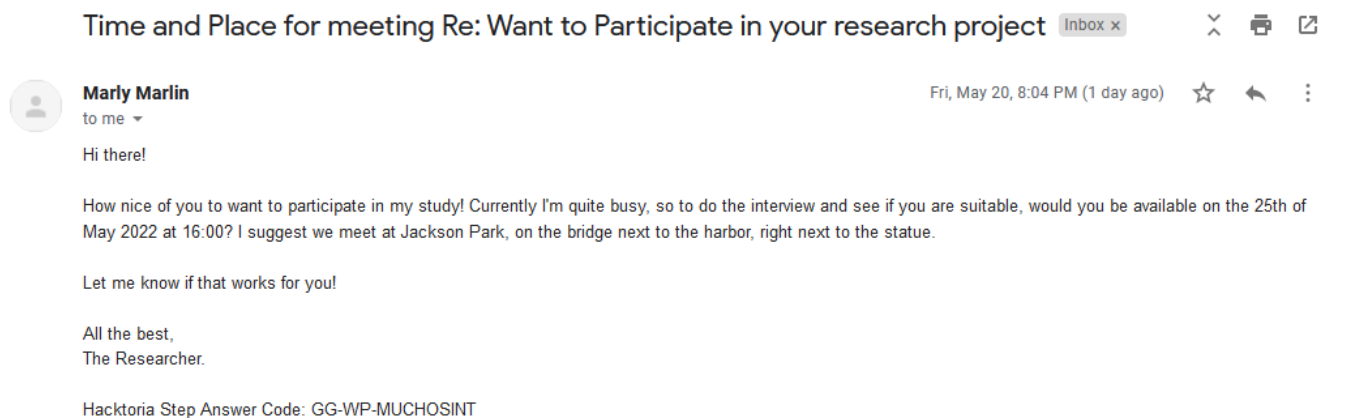 Time and Place for meeting Re: Want to Participate in your research project Inbox ×
Marly Marlin Fri, May 20, 8:04 PM (1 day ago)
to me
Hi there!
How nice of you to want to participate in my study! Currently I'm quite busy, so to do the interview and see if you are suitable, would you be available on the 25th of
May 2022 at 16:00? I suggest we meet at Jackson Park, on the bridge next to the harbor, right next to the statue.
Let me know if that works for you!
All the best,
The Researcher.
Hacktoria Step Answer Code: GG-WP-MUCHOSINT